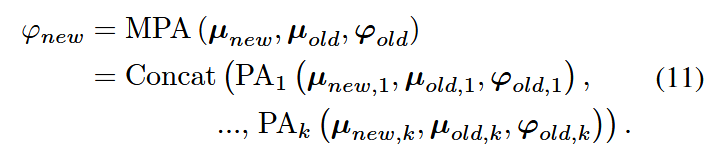 φ_new = MPA (μ_new, μ_old, φ_old)
= Concat (PA_1 (μ_new,1, μ_old,1, φ_old,1) , (11)
..., PA_k (μ_new,k, μ_old,k, φ_old,k)) .